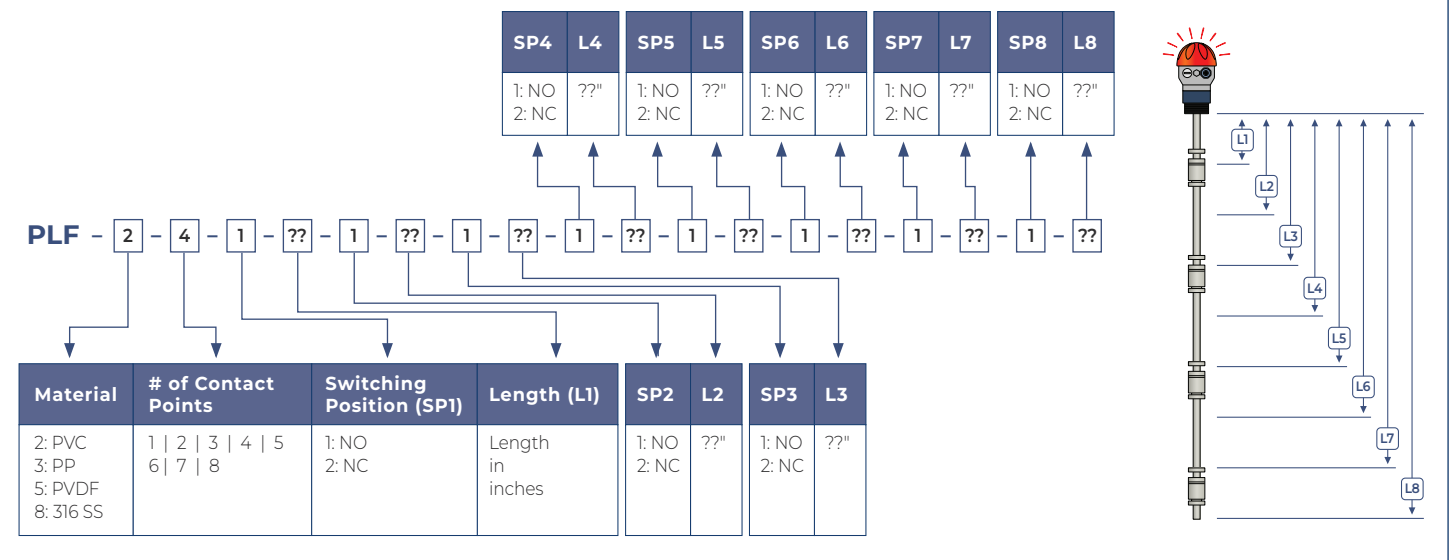 SP4 L4 SP5 L5 SP6 L6 SP7 L7 SP8 L8
1: NO ??" 1: NO ??" 1: NO ??" 1: NO ??" 1: NO ??"
2: NC 2: NC 2: NC 2: NC 2: NC
PLF – 2 – 4 – 1 – ?? – 1 – ?? – 1 – ?? – 1 – ?? – 1 – ?? – 1 – ?? – 1 – ?? – 1 – ??
Material
# of Contact
Points
Switching
Position (SP1)
Length (L1)
SP2 L2 SP3 L3
2: PVC
3: PP
5: PVDF
8: 316 SS
1 | 2 | 3 | 4 | 5
6 | 7 | 8
1: NO
2: NC
Length
in
inches
1: NO ??" 1: NO ??"
2: NC 2: NC
L1
L2
L3
L4
L5
L6
L7
L8